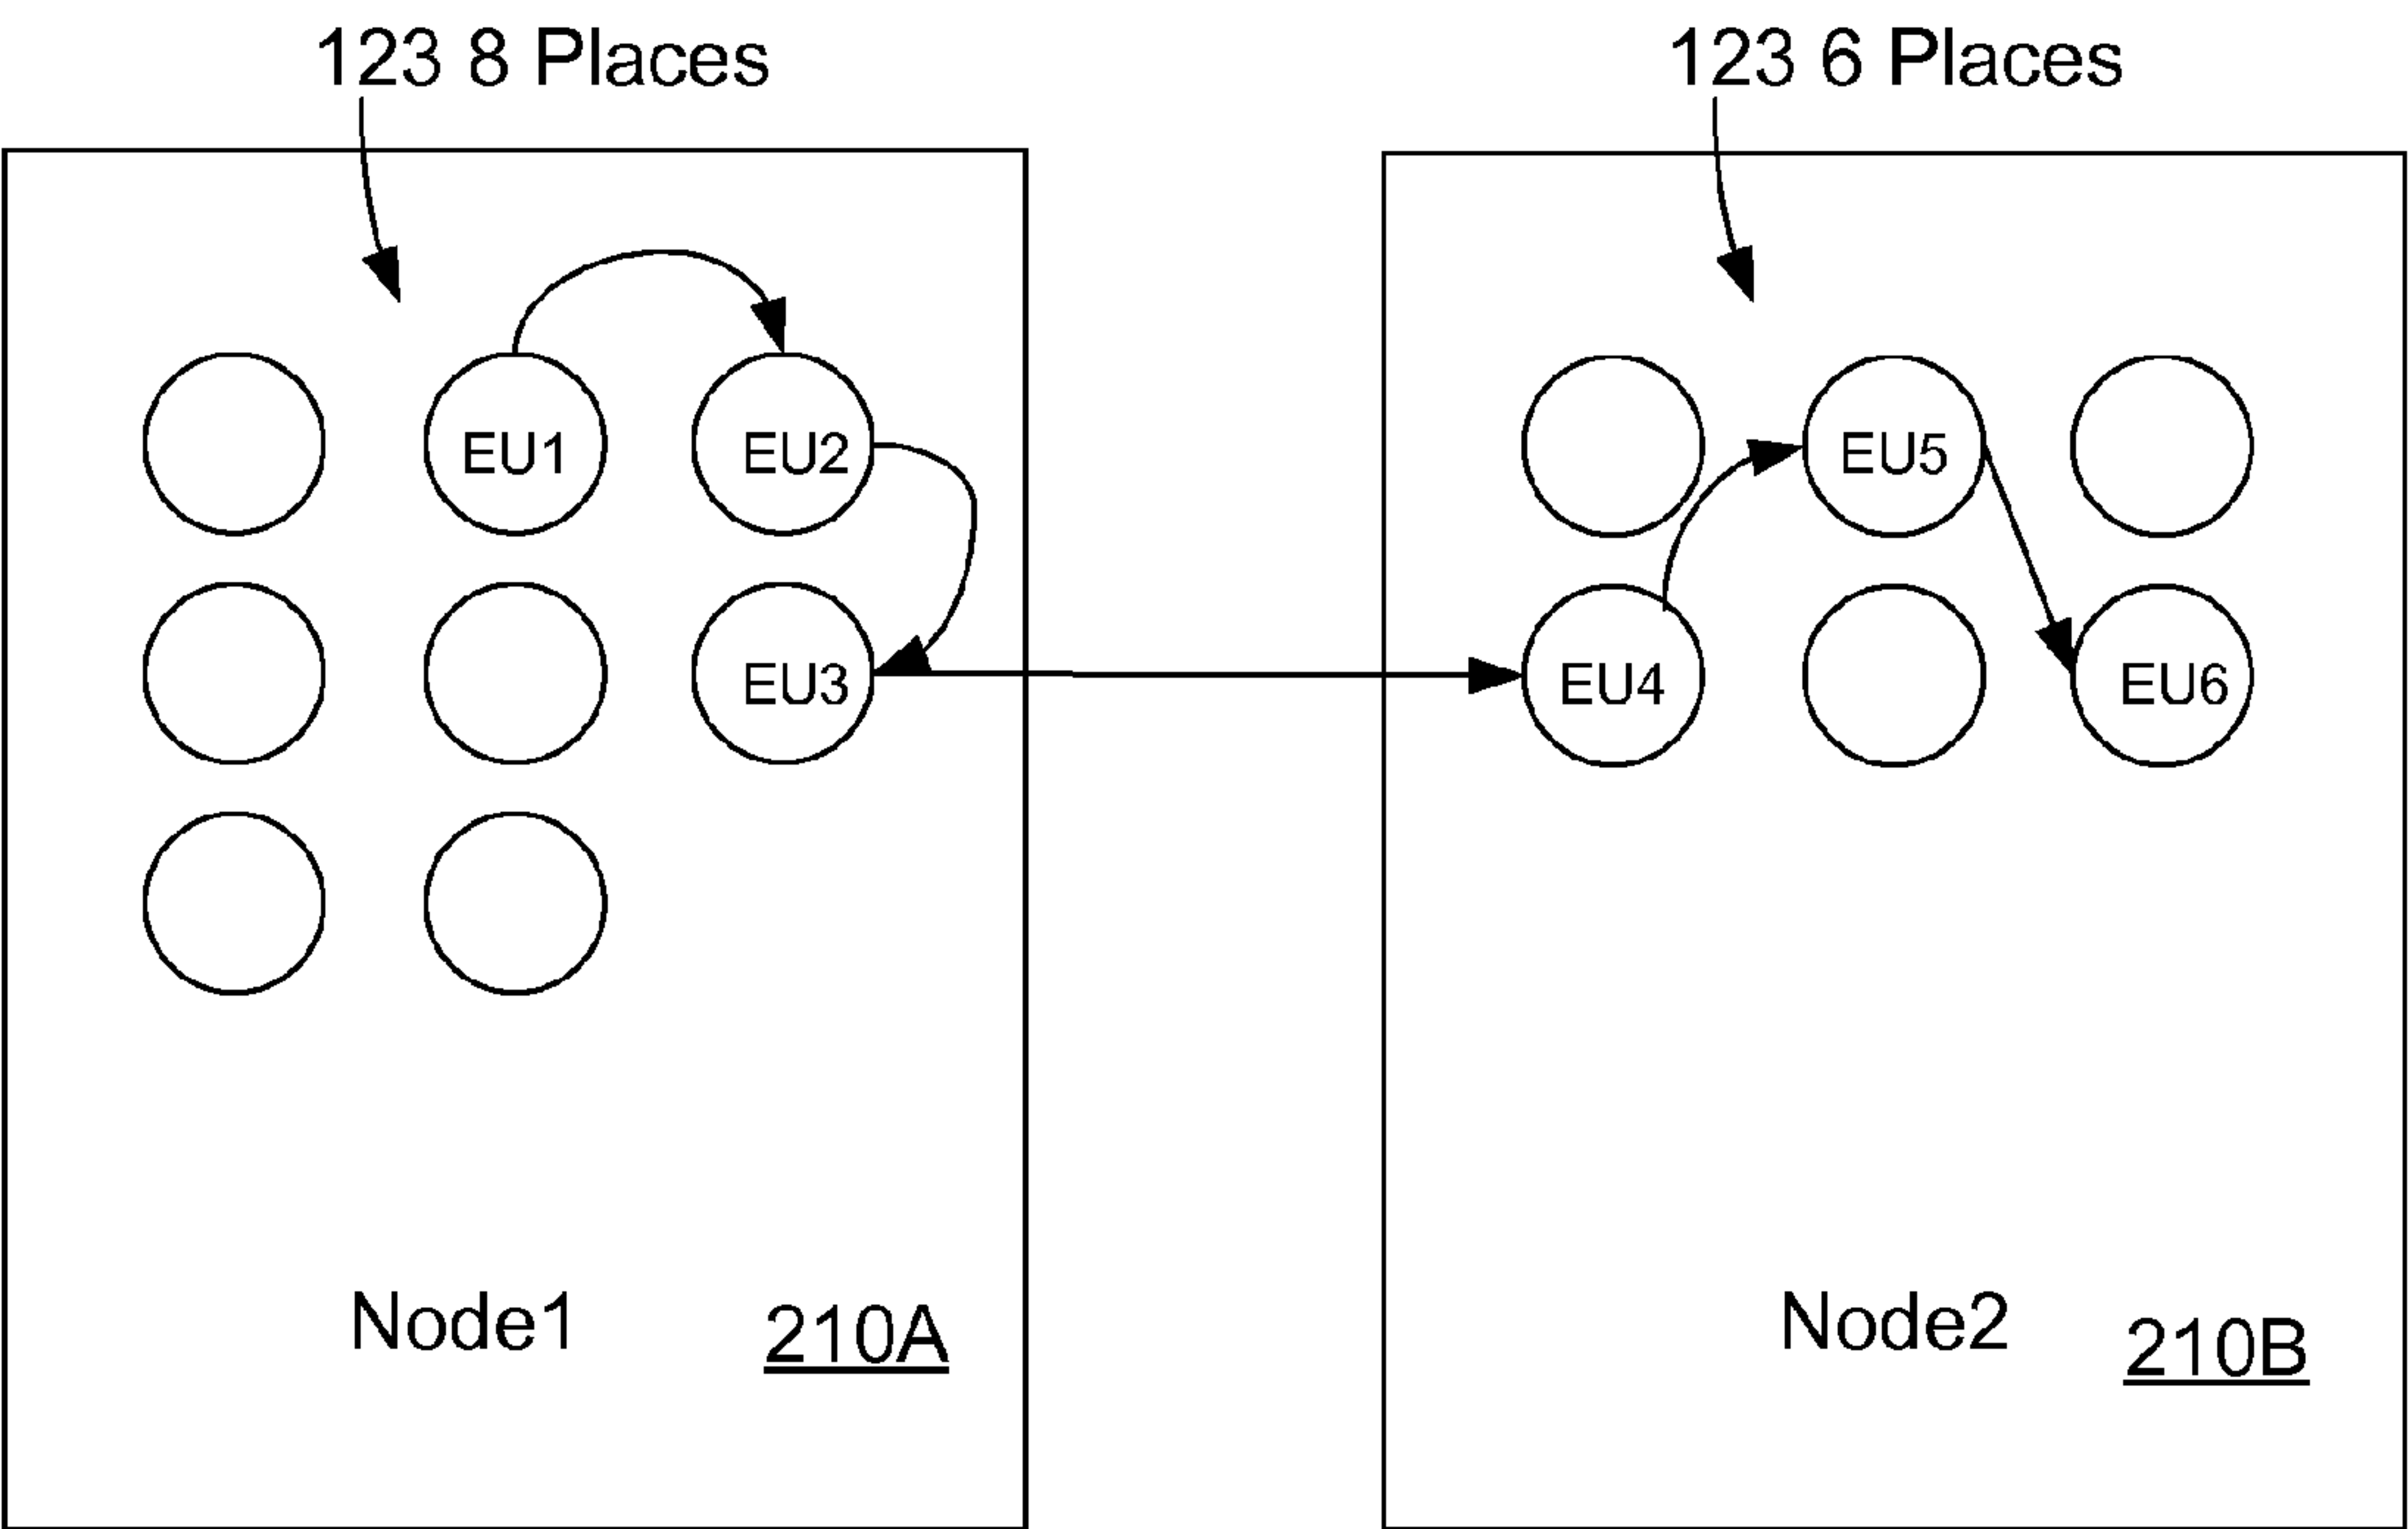 123 8 Places
123 6 Places
EU1
EU2
EU5
EU3
EU4
EU6
Node1
210A
Node2
210B